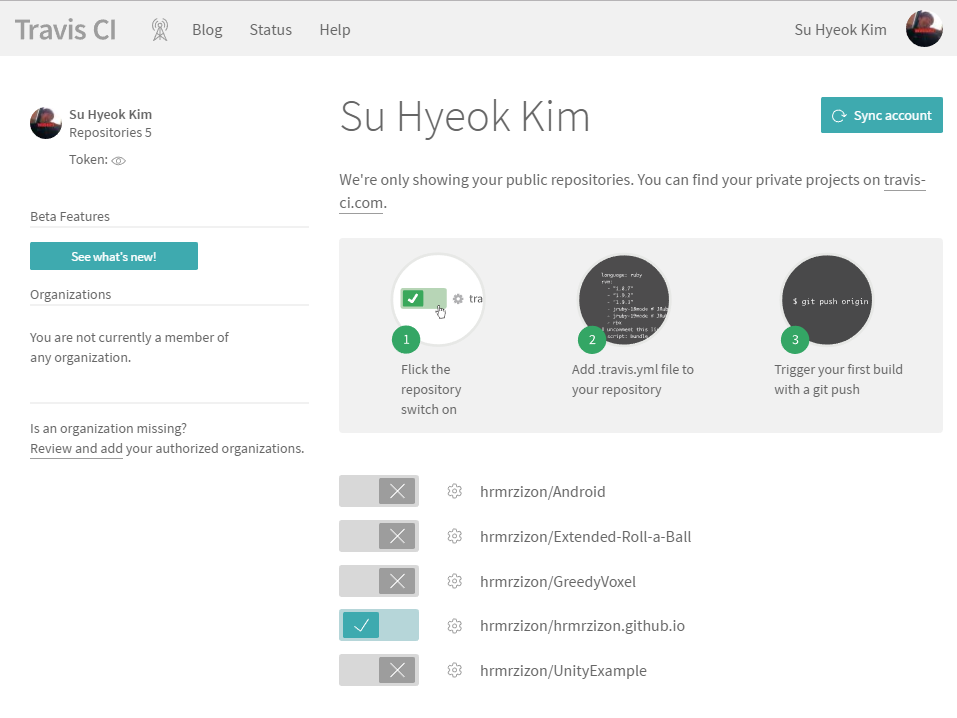 Travis CI
Blog
Status
Help
Su Hyeok Kim
Su Hyeok Kim
Repositories 5
Token:
Beta Features
See what's new!
Organizations
You are not currently a member of
any organization.
Is an organization missing?
Review and add your authorized organizations.
Su Hyeok Kim
Sync account
We're only showing your public repositories. You can find your private projects on travis-
ci.com.
tra
1
Flick the
repository
switch on
language: ruby
rvm:
- "1.8.7"
- "1.9.2"
- "1.9.3"
- jruby-18mode # JRub
- jruby-19mode # JRub
- rbx
uncomment this li
script: bundle
2
Add .travis.yml file to
your repository
$ git push origin
3
Trigger your first build
with a git push
hrmrzizon/Android
hrmrzizon/Extended-Roll-a-Ball
hrmrzizon/GreedyVoxel
hrmrzizon/hrmrzizon.github.io
hrmrzizon/UnityExample